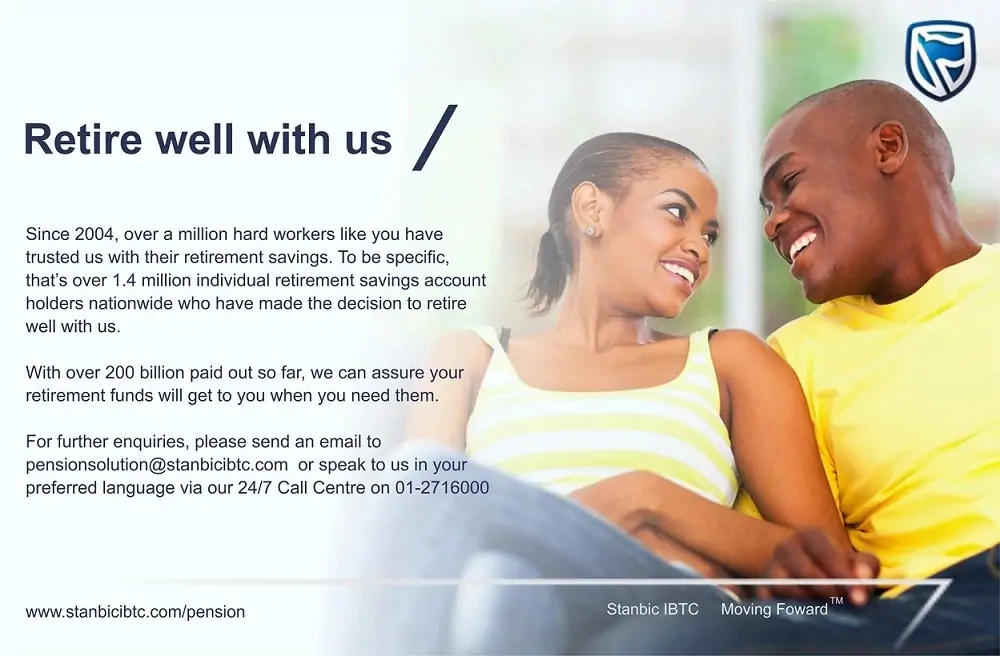 Retire well with us /
Since 2004, over a million hard workers like you have
trusted us with their retirement savings. To be specific,
that's over 1.4 million individual retirement savings account
holders nationwide who have made the decision to retire
well with us.
With over 200 billion paid out so far, we can assure your
retirement funds will get to you when you need them.
For further enquiries, please send an email to
pensionsolution@stanbicibtc.com or speak to us in your
preferred language via our 24/7 Call Centre on 01-2716000
www.stanbicibtc.com/pension
Stanbic IBTC Moving Foward™